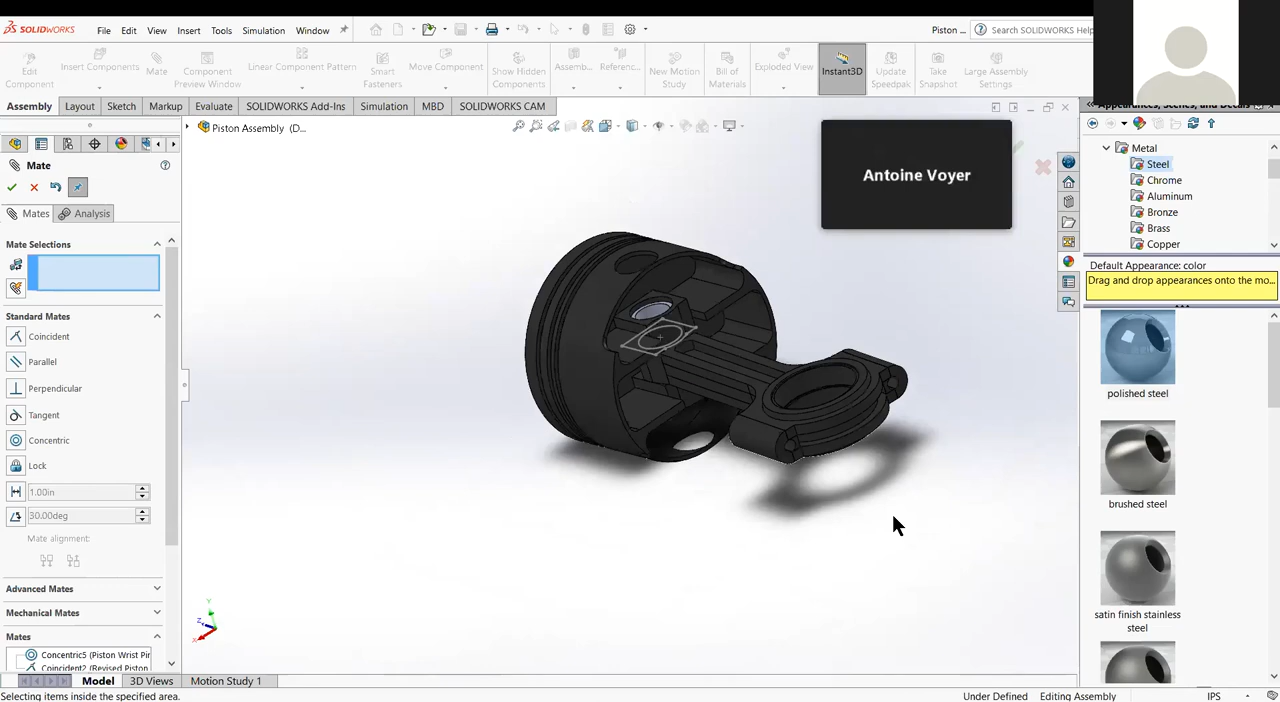 SOLIDWORKS File Edit View Insert Tools Simulation Window Piston ... Search SOLIDWORKS Help
Edit Component
Insert Components
Mate
Component Preview Window
Linear Component Pattern
Smart Fasteners
Move Component
Show Hidden Components
Assemb...
Referenc...
New Motion Study
Bill of Materials
Exploded View
Instant3D
Update Speedpak
Take Snapshot
Large Assembly Settings
Assembly Layout Sketch Markup Evaluate SOLIDWORKS Add-Ins Simulation MBD SOLIDWORKS CAM
Piston Assembly (D...
Mate
Mates Analysis
Mate Selections
Standard Mates
Coincident
Parallel
Perpendicular
Tangent
Concentric
Lock
1.00in
30.00deg
Mate alignment:
Advanced Mates
Mechanical Mates
Mates
Concentric5 (Piston Wrist Pin
Coincident2 (Revised Piston
Antoine Voyer
Y
Z
X
Appearances, Scenes, and Decals
Metal
Steel
Chrome
Aluminum
Bronze
Brass
Copper
Default Appearance: color
Drag and drop appearances onto the mo...
polished steel
brushed steel
satin finish stainless steel
Model 3D Views Motion Study 1
Selecting items inside the specified area. Under Defined Editing Assembly IPS